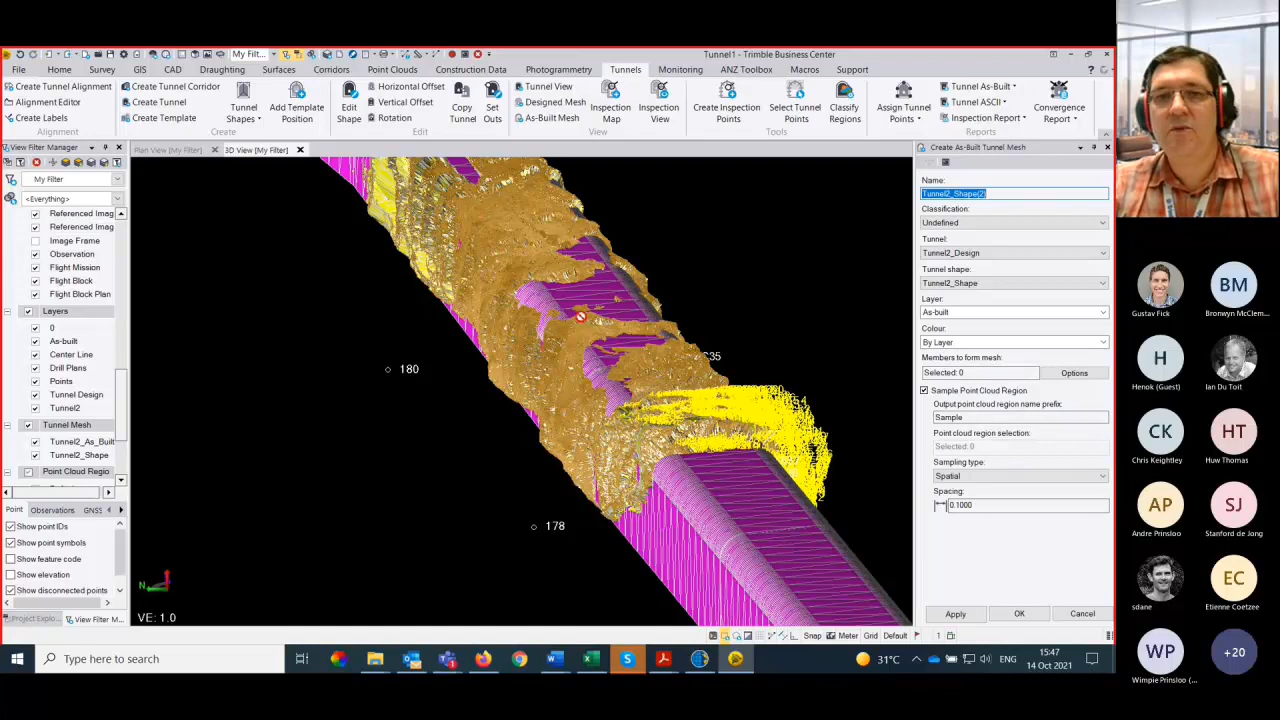 My Filt...
Tunnel1 - Trimble Business Center
File Home Survey GIS CAD Draughting Surfaces Corridors Point Clouds Construction Data Photogrammetry Tunnels Monitoring ANZ Toolbox Macros Support
Create Tunnel Alignment
Alignment Editor
Create Labels
Alignment
Create Tunnel Corridor
Create Tunnel
Create Template
Tunnel Shapes
Add Template Position
Create
Edit Shape
Horizontal Offset
Vertical Offset
Rotation
Copy Tunnel
Set Outs
Edit
Tunnel View
Designed Mesh
As-Built Mesh
Inspection Map
Inspection View
View
Create Inspection Points
Select Tunnel Points
Classify Regions
Tools
Assign Tunnel Points
Tunnel As-Built
Tunnel ASCII
Inspection Report
Convergence Report
Reports
View Filter Manager
My Filter
<Everything>
Referenced Imag
Referenced Imag
Image Frame
Observation
Flight Mission
Flight Block
Flight Block Plan
Layers
0
As-built
Center Line
Drill Plans
Points
Tunnel Design
Tunnel2
Tunnel Mesh
Tunnel2_As_Built
Tunnel2_Shape
Point Cloud Regio
Point Observations GNSS
Show point IDs
Show point symbols
Show feature code
Show elevation
Show disconnected points
Project Explo...
View Filter M...
Plan View [My Filter]
3D View [My Filter]
180
178
N
VE: 1.0
Create As-Built Tunnel Mesh
Name:
Tunnel2_Shape(2)
Classification:
Undefined
Tunnel:
Tunnel2_Design
Tunnel shape:
Tunnel2_Shape
Layer:
As-built
Colour:
By Layer
Members to form mesh:
Selected: 0
Options
Sample Point Cloud Region
Output point cloud region name prefix:
Sample
Point cloud region selection:
Selected: 0
Sampling type:
Spatial
Spacing:
0.1000
Apply OK Cancel
Snap Meter Grid Default 1
Type here to search
31°C
ENG
15:47
14 Oct 2021
Gustav Fick
BM
Bronwyn McClem...
H
Henok (Guest)
Ian Du Toit
CK
Chris Keightley
HT
Huw Thomas
AP
Andre Prinsloo
SJ
Stanford de Jong
sdane
EC
Etienne Coetzee
WP
Wimpie Prinsloo (...
+20